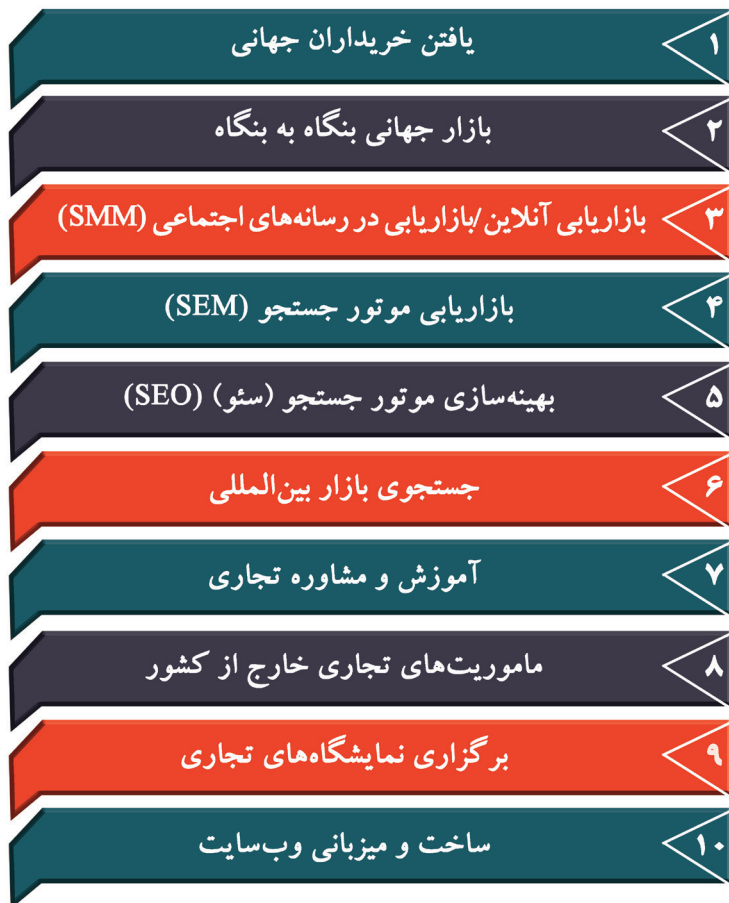 ۱ یافتن خریداران جهانی
۲ بازار جهانی بنگاه به بنگاه
۳ بازاریابی آنلاین/بازاریابی در رسانه‌های اجتماعی (SMM)
۴ بازاریابی موتور جستجو (SEM)
۵ بهینه‌سازی موتور جستجو (سئو) (SEO)
۶ جستجوی بازار بین‌المللی
۷ آموزش و مشاوره تجاری
۸ ماموریت‌های تجاری خارج از کشور
۹ برگزاری نمایشگاه‌های تجاری
۱۰ ساخت و میزبانی وب‌سایت